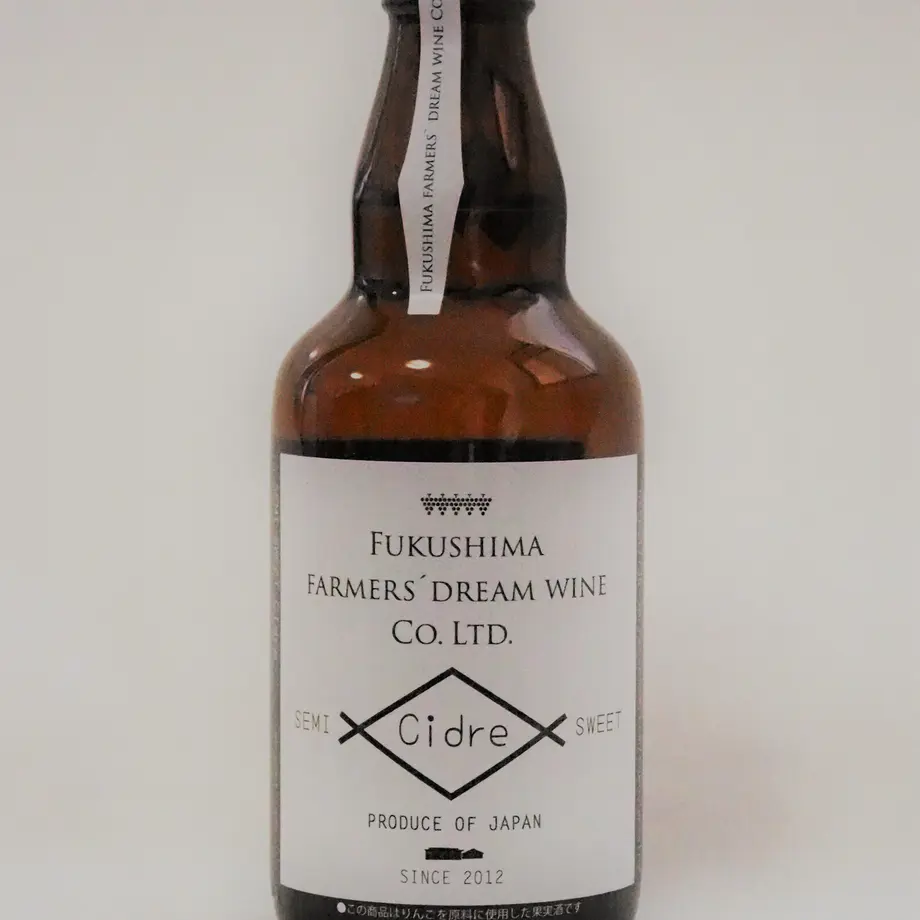 FUKUSHIMA FARMERS` DREAM WINE CO
FUKUSHIMA
FARMERS´DREAM WINE
CO. LTD.
SEMI Cidre SWEET
PRODUCE OF JAPAN
SINCE 2012
●この商品はりんごを原料に使用した果実酒です